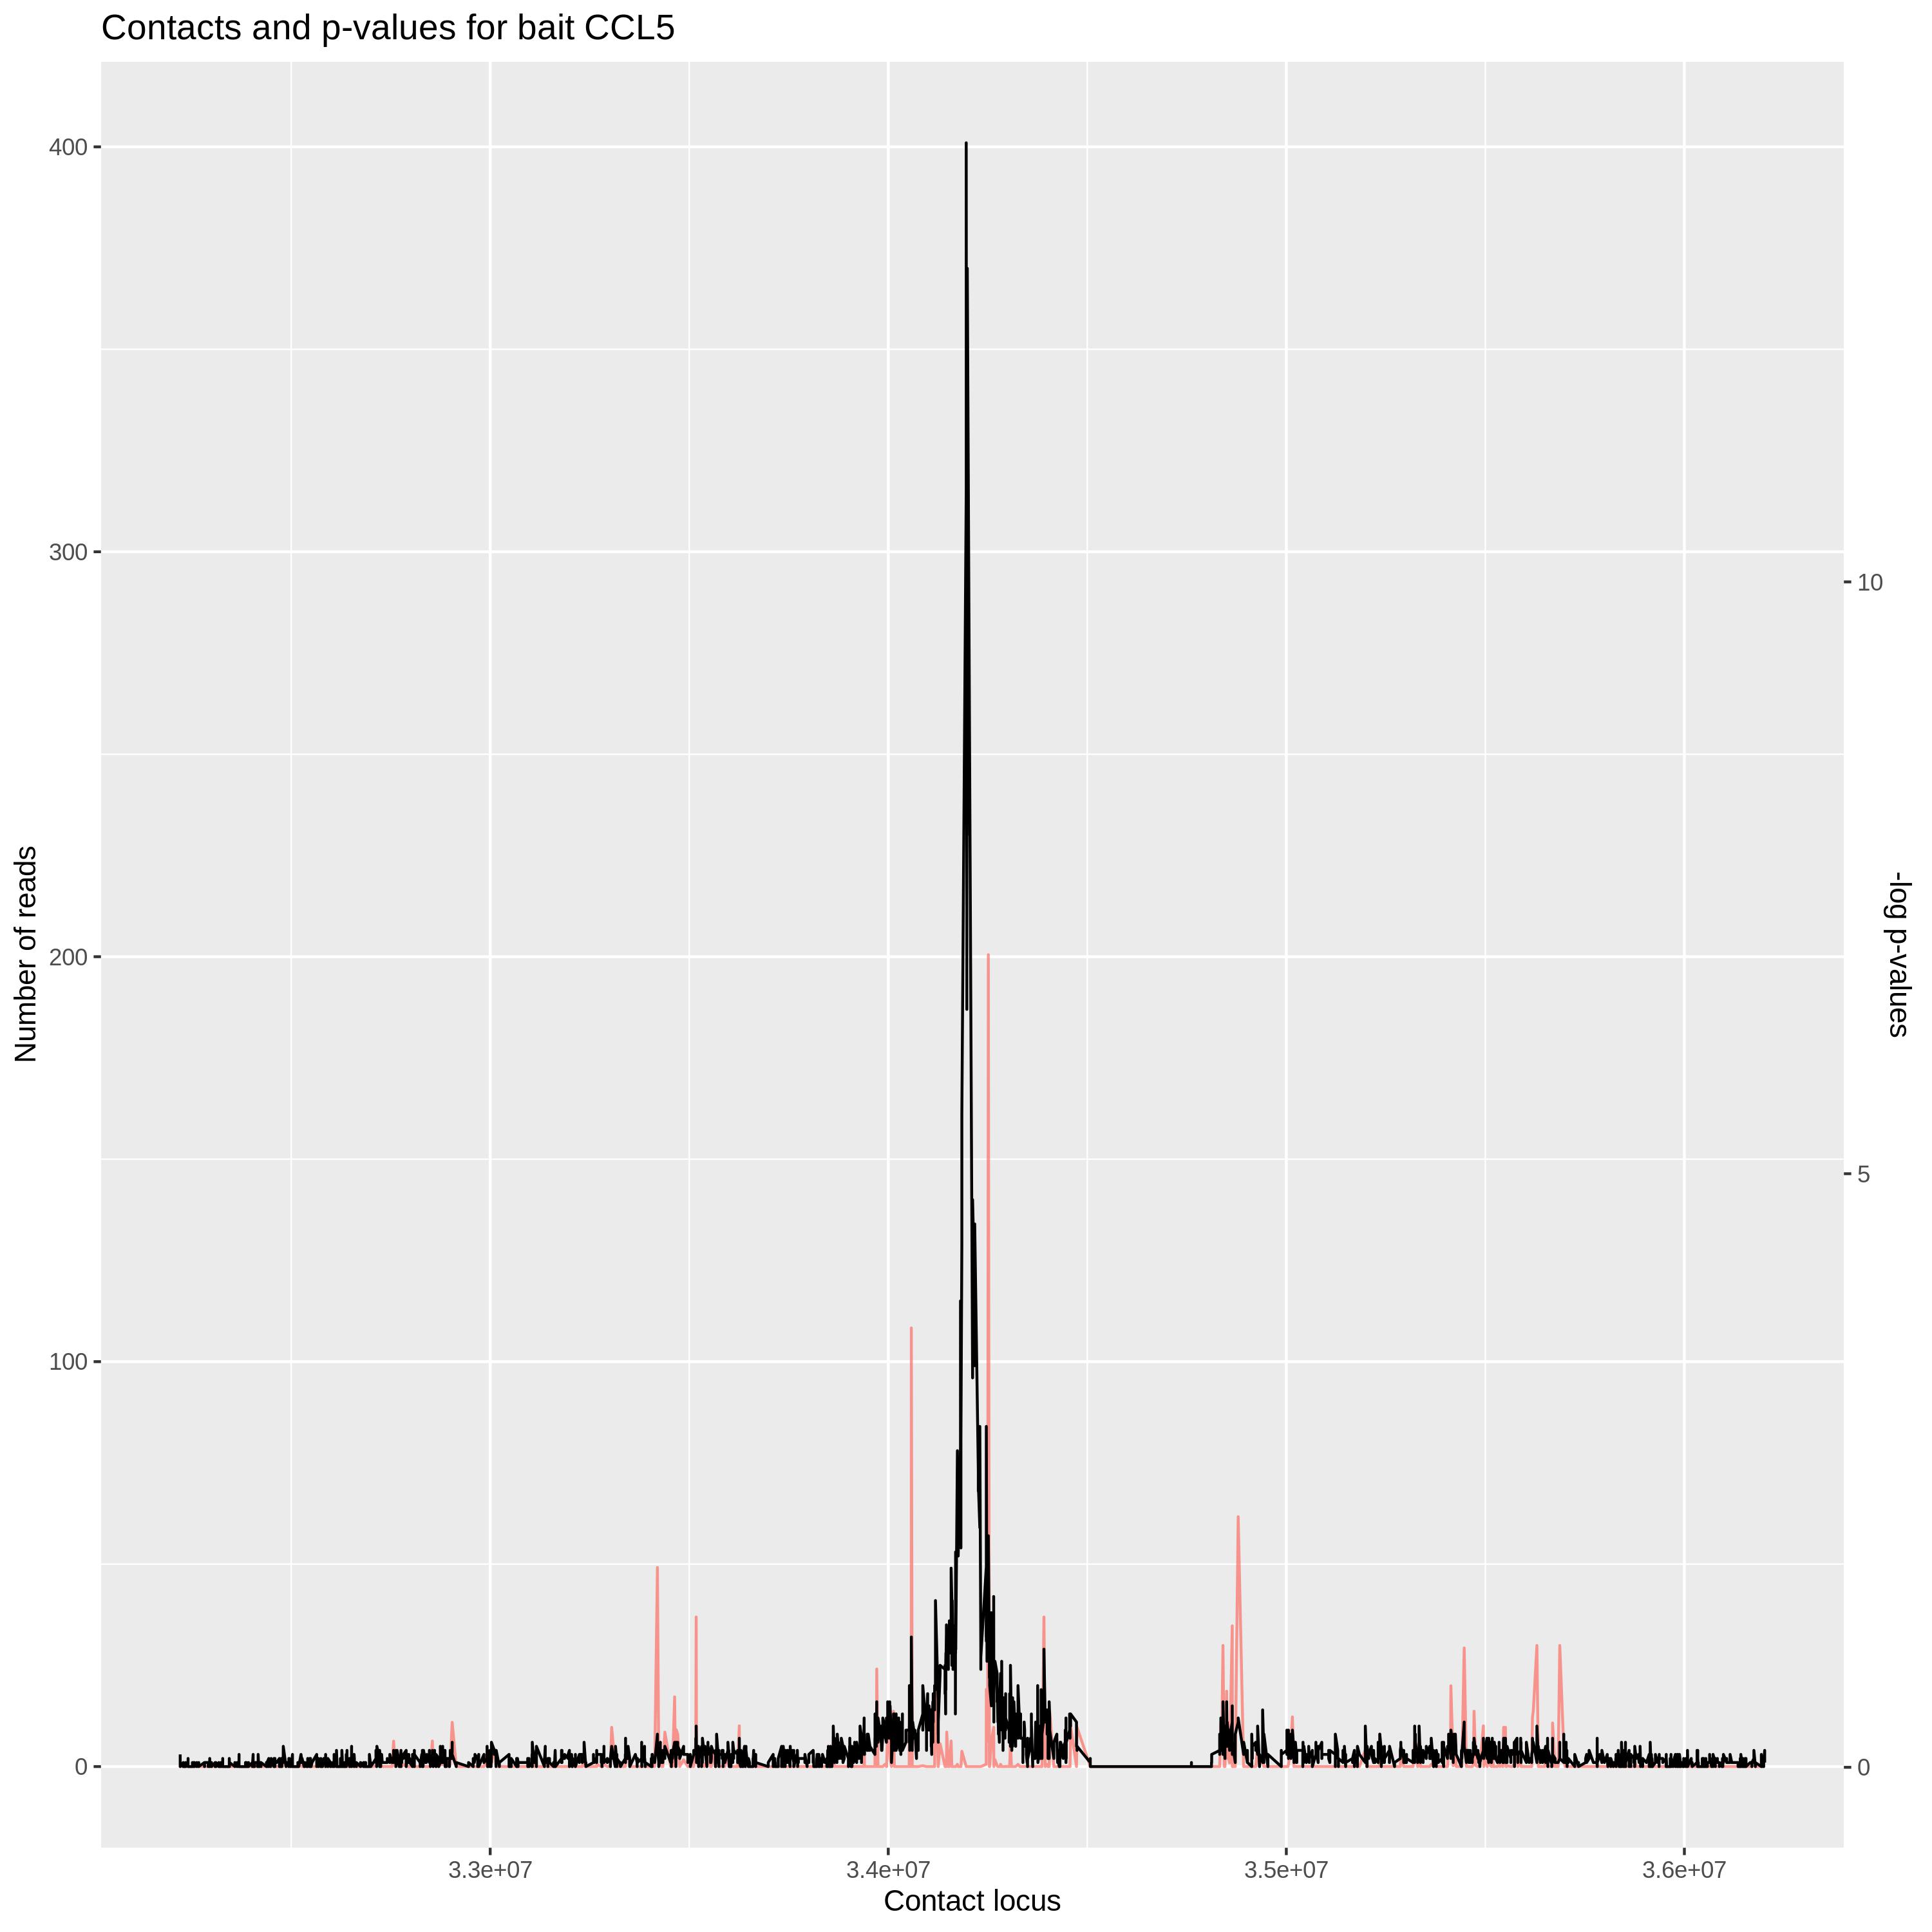 Contacts and p-values for bait CCL5
400
300
200
100
0
Number of reads
10
5
0
-log p-values
3.3e+07 3.4e+07 3.5e+07 3.6e+07
Contact locus